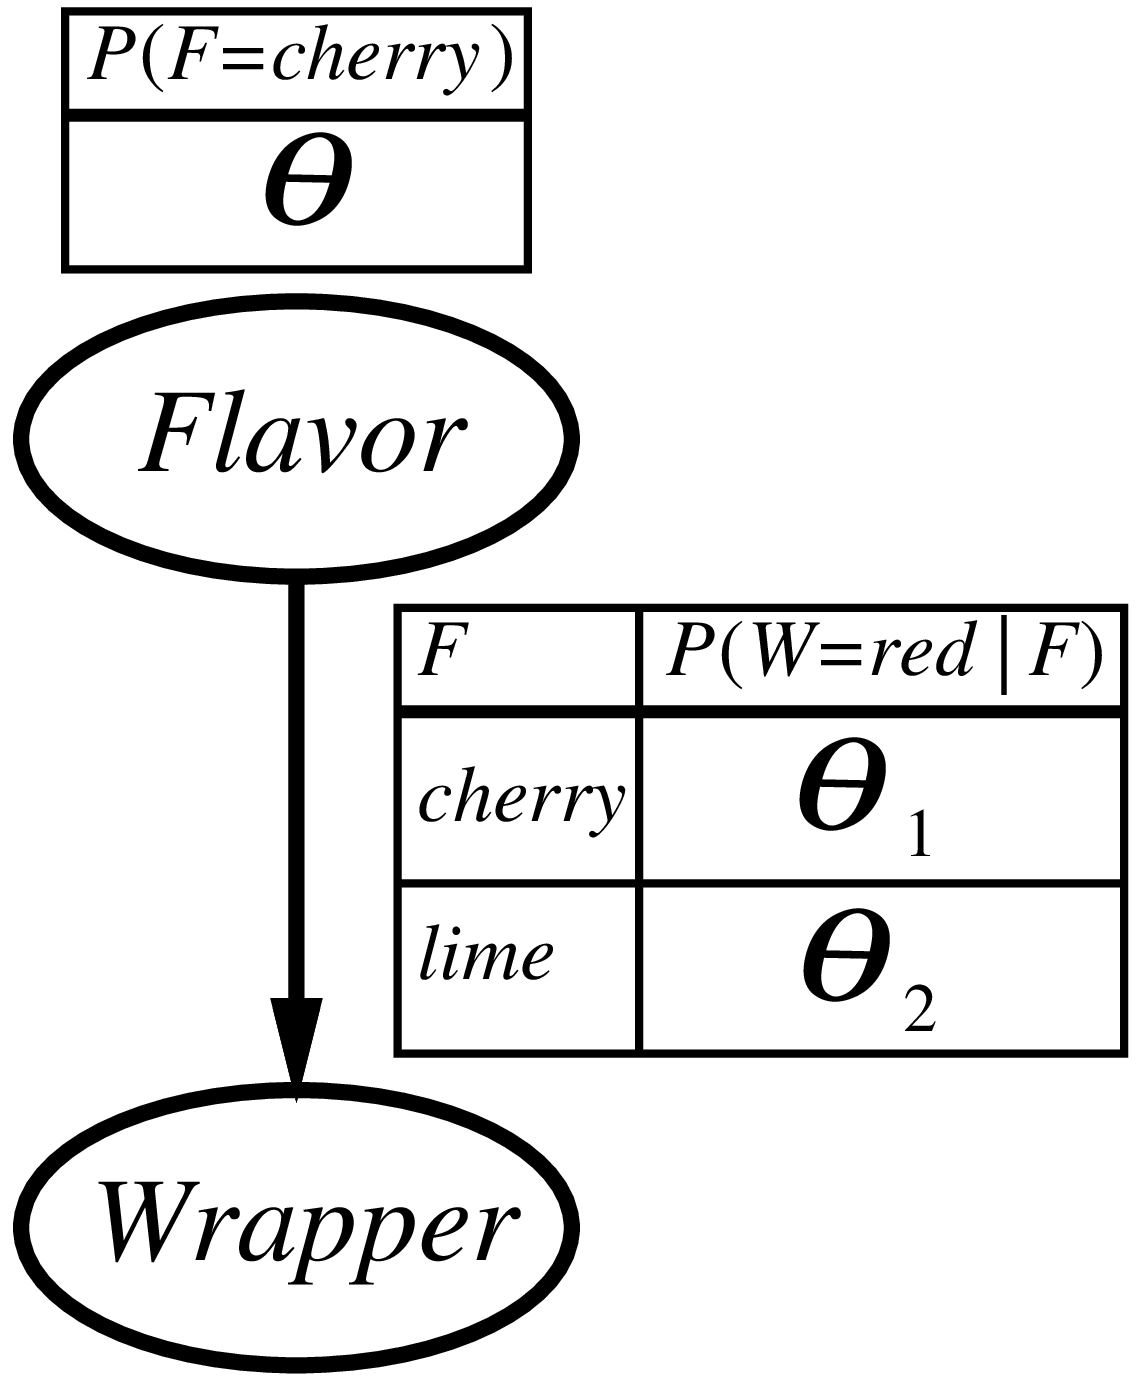 P(F=cherry)
θ
Flavor
F P(W=red | F)
cherry θ1
lime θ2
Wrapper